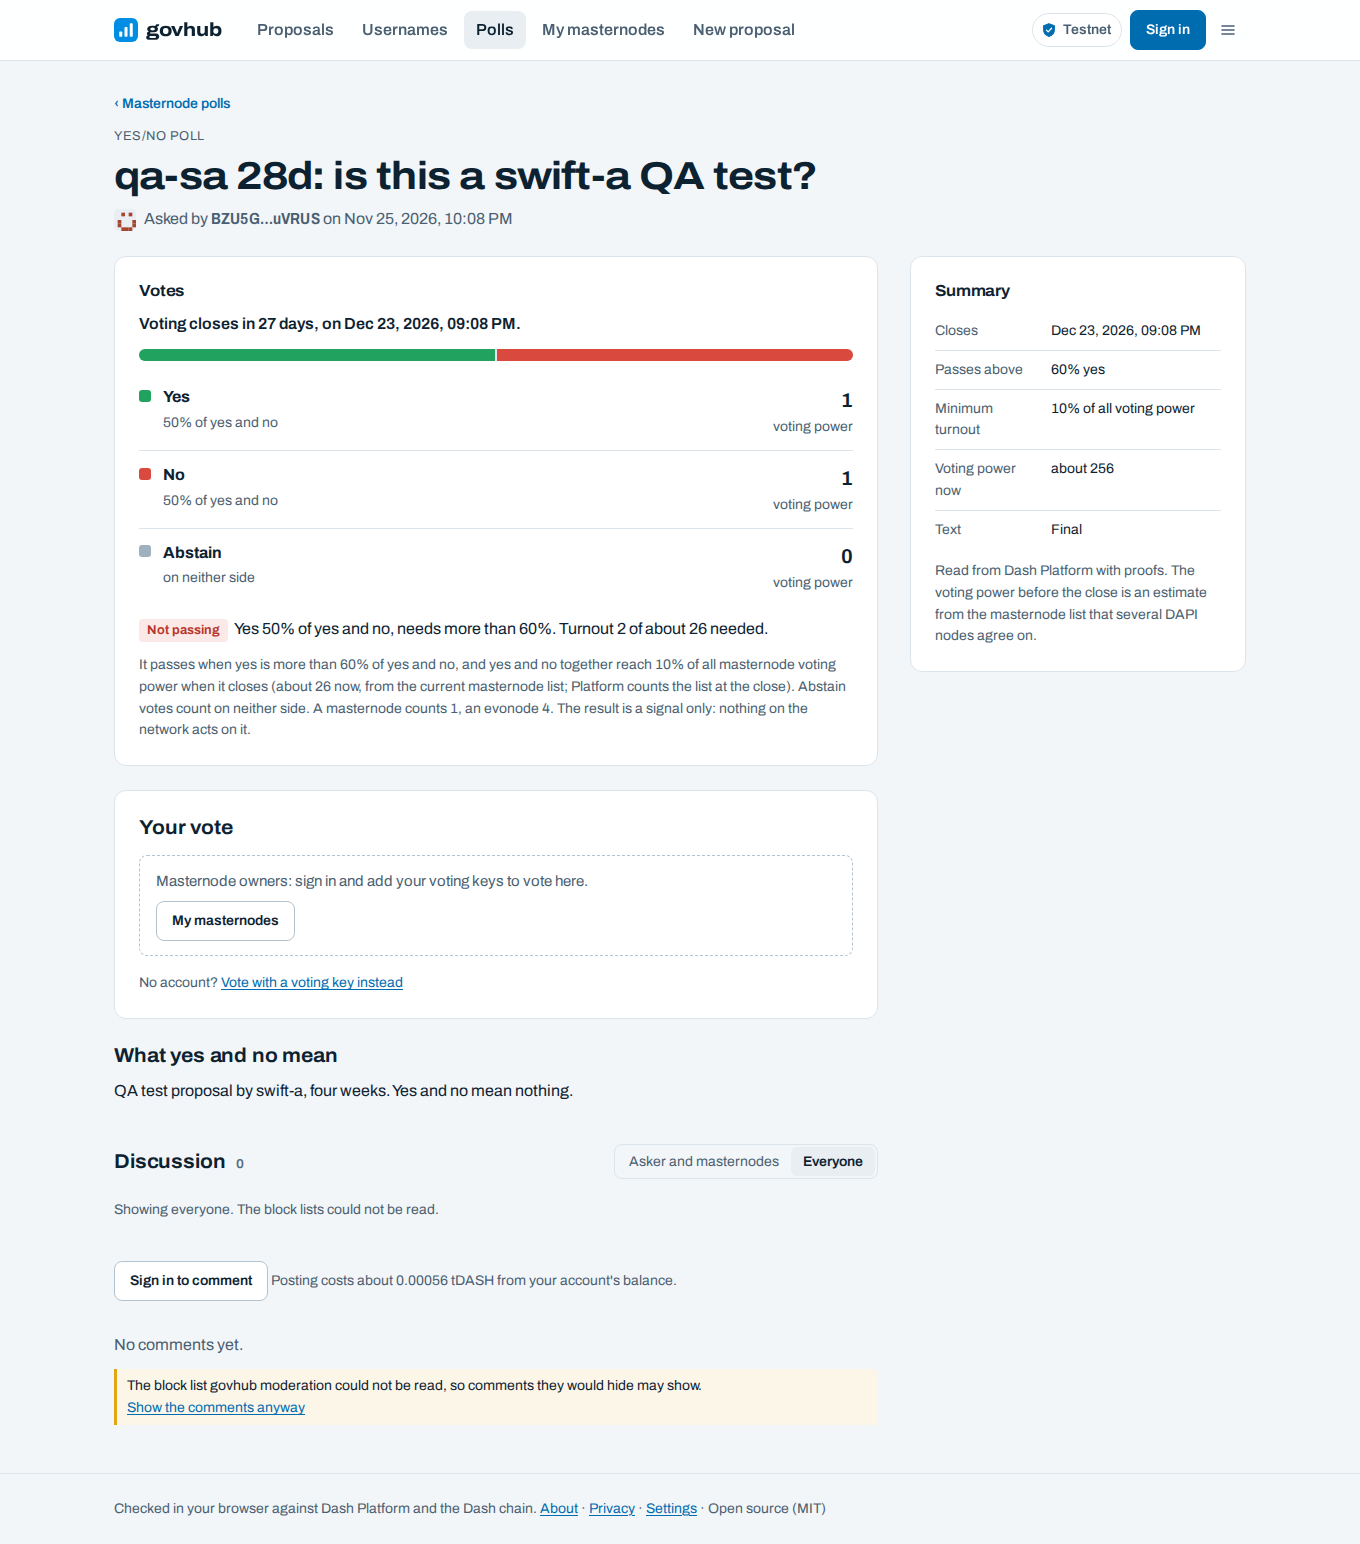 govhub
Proposals
Usernames
Polls
My masternodes
New proposal
Testnet
Sign in
‹ Masternode polls
YES/NO POLL
qa-sa 28d: is this a swift-a QA test?
Asked by BZU5G…uVRUS on Nov 25, 2026, 10:08 PM
Votes
Voting closes in 27 days, on Dec 23, 2026, 09:08 PM.
Yes
1
50% of yes and no
voting power
No
1
50% of yes and no
voting power
Abstain
0
on neither side
voting power
Not passing Yes 50% of yes and no, needs more than 60%. Turnout 2 of about 26 needed.
It passes when yes is more than 60% of yes and no, and yes and no together reach 10% of all masternode voting
power when it closes (about 26 now, from the current masternode list; Platform counts the list at the close). Abstain
votes count on neither side. A masternode counts 1, an evonode 4. The result is a signal only: nothing on the
network acts on it.
Summary
Closes Dec 23, 2026, 09:08 PM
Passes above 60% yes
Minimum 10% of all voting power
turnout
Voting power about 256
now
Text Final
Read from Dash Platform with proofs. The
voting power before the close is an estimate
from the masternode list that several DAPI
nodes agree on.
Your vote
Masternode owners: sign in and add your voting keys to vote here.
My masternodes
No account? Vote with a voting key instead
What yes and no mean
QA test proposal by swift-a, four weeks. Yes and no mean nothing.
Discussion 0
Asker and masternodes
Everyone
Showing everyone. The block lists could not be read.
Sign in to comment Posting costs about 0.00056 tDASH from your account's balance.
No comments yet.
The block list govhub moderation could not be read, so comments they would hide may show.
Show the comments anyway
Checked in your browser against Dash Platform and the Dash chain. About · Privacy · Settings · Open source (MIT)